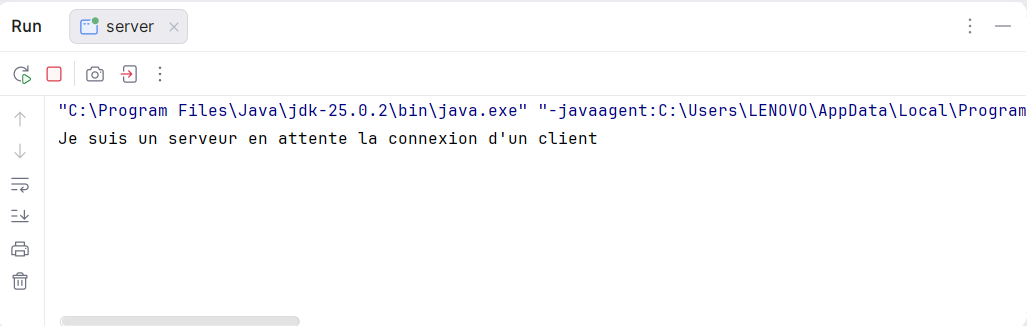 Run server
"C:\Program Files\Java\jdk-25.0.2\bin\java.exe" "-javaagent:C:\Users\LENOVO\AppData\Local\Program
Je suis un serveur en attente la connexion d'un client